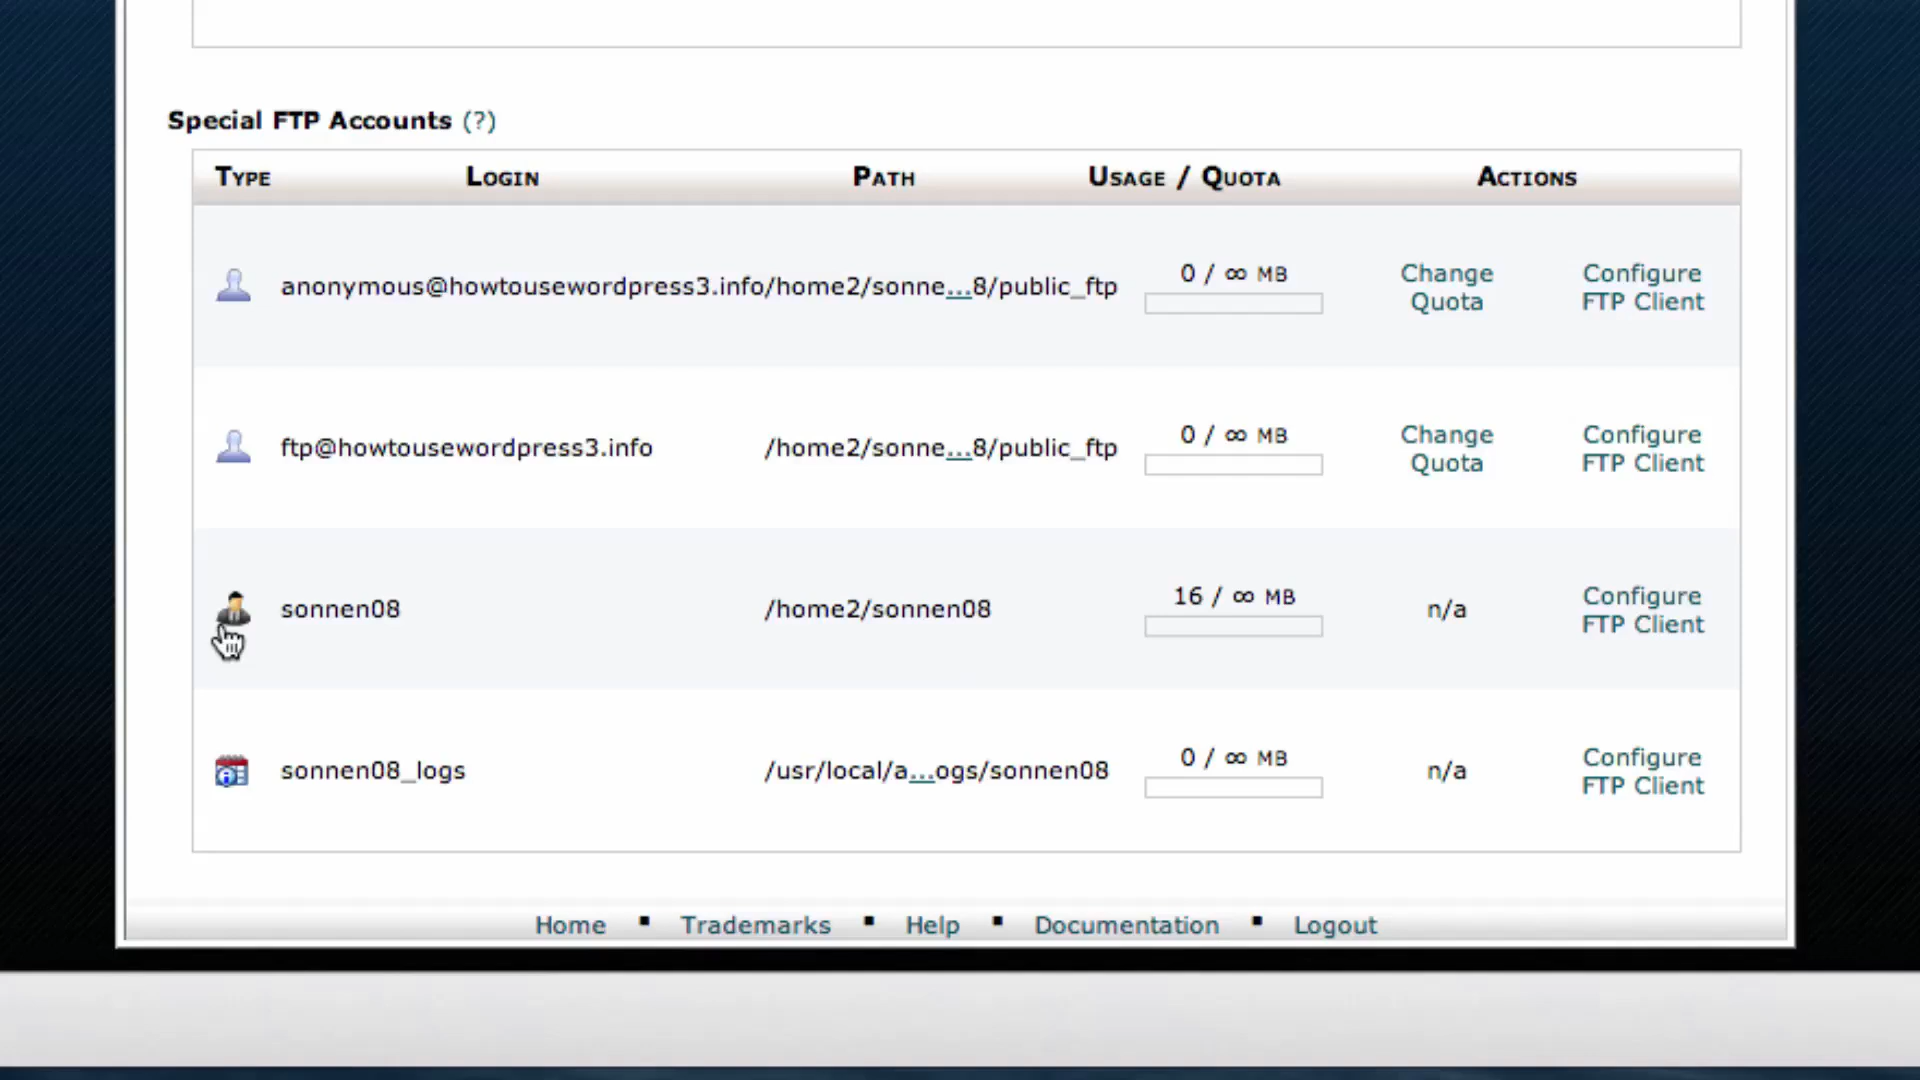 Special FTP Accounts (?)
TYPE LOGIN PATH USAGE / QUOTA ACTIONS
anonymous@howtousewordpress3.info/home2/sonne...8/public_ftp 0 / ∞ MB Change Quota Configure FTP Client
ftp@howtousewordpress3.info /home2/sonne...8/public_ftp 0 / ∞ MB Change Quota Configure FTP Client
sonnen08 /home2/sonnen08 16 / ∞ MB n/a Configure FTP Client
sonnen08_logs /usr/local/a...ogs/sonnen08 0 / ∞ MB n/a Configure FTP Client
Home ▪ Trademarks ▪ Help ▪ Documentation ▪ Logout